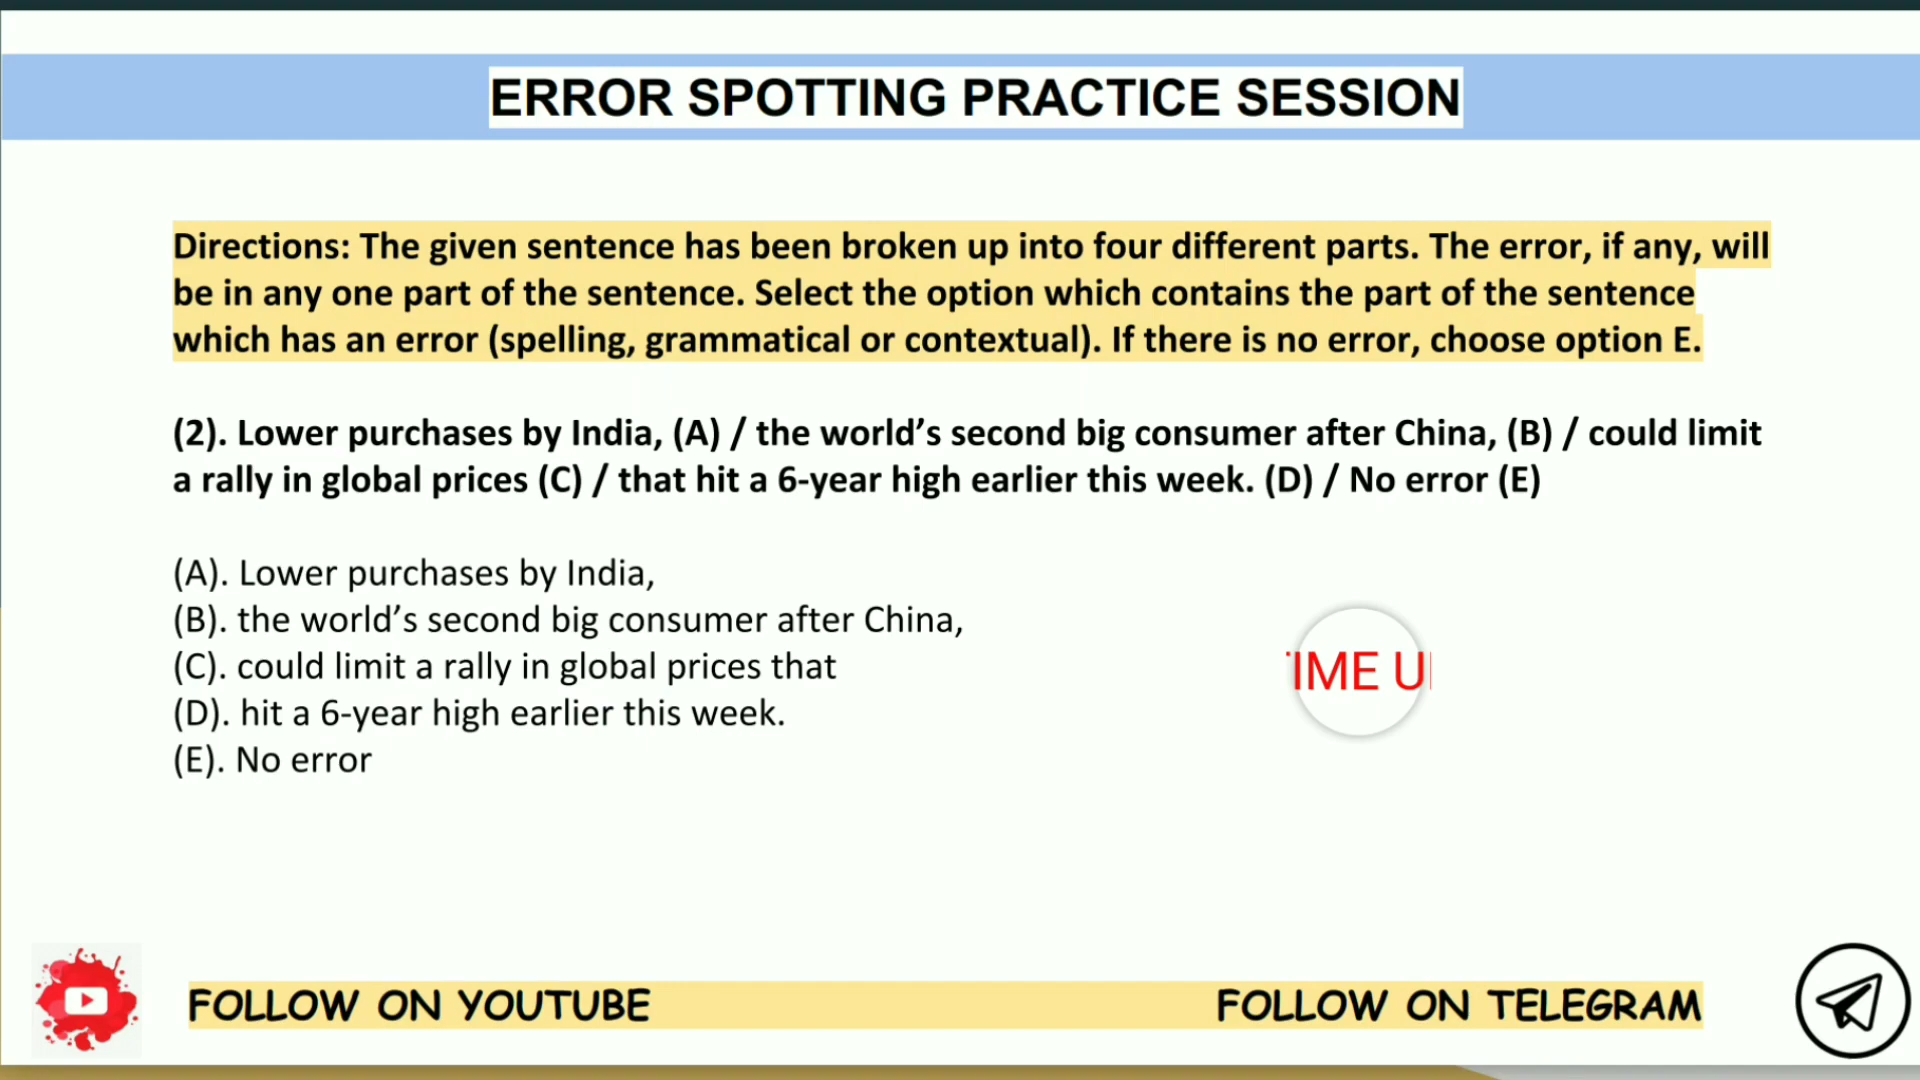 ERROR SPOTTING PRACTICE SESSION
Directions: The given sentence has been broken up into four different parts. The error, if any, will
be in any one part of the sentence. Select the option which contains the part of the sentence
which has an error (spelling, grammatical or contextual). If there is no error, choose option E.
(2). Lower purchases by India, (A) / the world’s second big consumer after China, (B) / could limit
a rally in global prices (C) / that hit a 6-year high earlier this week. (D) / No error (E)
(A). Lower purchases by India,
(B). the world’s second big consumer after China,
(C). could limit a rally in global prices that
(D). hit a 6-year high earlier this week.
(E). No error
IME U
FOLLOW ON YOUTUBE
FOLLOW ON TELEGRAM